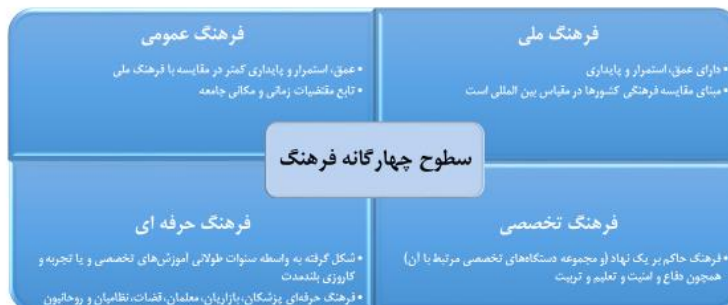 فرهنگ ملی
•دارای عمق، استمرار و پایداری
•مبنای مقایسه فرهنگی کشورها در مقیاس بین المللی است
فرهنگ عمومی
•عمق، استمرار و پایداری کمتر در مقایسه با فرهنگ ملی
•تابع مقتضیات زمانی و مکانی جامعه
سطوح چهارگانه فرهنگ
فرهنگ تخصصی
•فرهنگ حاکم بر یک نهاد (و مجموعه دستگاه‌های تخصصی مرتبط با آن)
همچون دفاع و امنیت و تعلیم و تربیت
فرهنگ حرفه ای
•شکل گرفته به واسطه سنوات طولانی آموزش‌های تخصصی و یا تجربه و
کاروزی بلندمدت
•فرهنگ حرفه‌ای پزشکان، بازاریان، معلمان، قضات، نظامیان و روحانیون